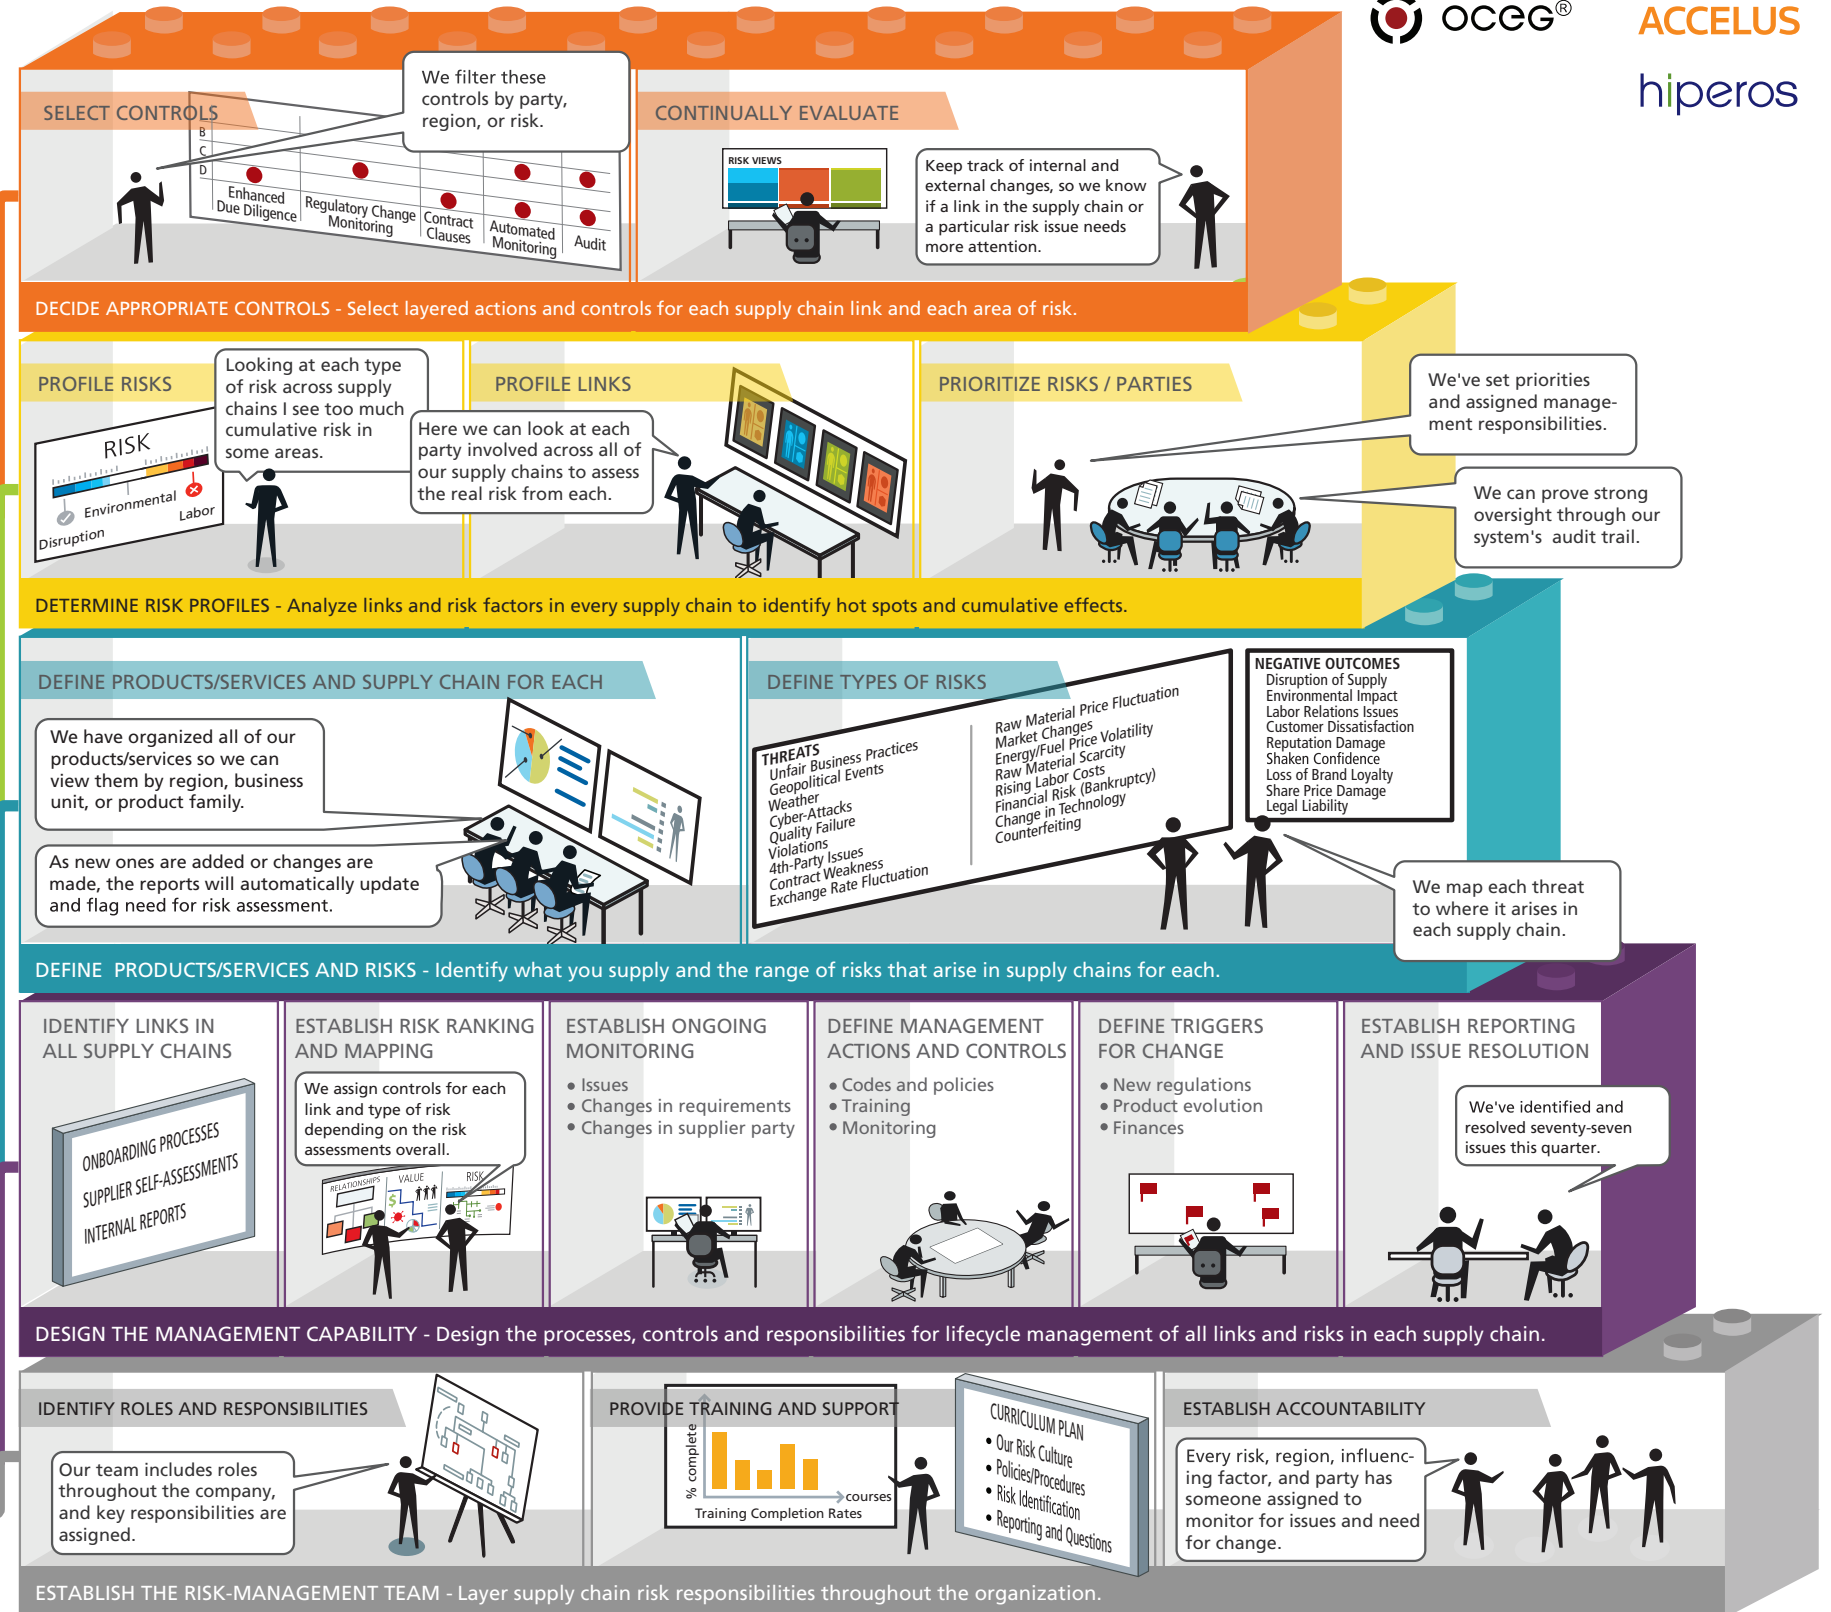 OCEG®
ACCELUS
hiperos
SELECT CONTROLS
We filter these
controls by party,
region, or risk.
B
C
D
Enhanced
Due Diligence
Regulatory Change
Monitoring
Contract
Clauses
Automated
Monitoring
Audit
CONTINUALLY EVALUATE
RISK VIEWS
Keep track of internal and
external changes, so we know
if a link in the supply chain or
a particular risk issue needs
more attention.
DECIDE APPROPRIATE CONTROLS - Select layered actions and controls for each supply chain link and each area of risk.
PROFILE RISKS
Looking at each type
of risk across supply
chains I see too much
cumulative risk in
some areas.
RISK
Environmental
Labor
Disruption
PROFILE LINKS
Here we can look at each
party involved across all of
our supply chains to assess
the real risk from each.
PRIORITIZE RISKS / PARTIES
We've set priorities
and assigned manage-
ment responsibilities.
We can prove strong
oversight through our
system's audit trail.
DETERMINE RISK PROFILES - Analyze links and risk factors in every supply chain to identify hot spots and cumulative effects.
DEFINE PRODUCTS/SERVICES AND SUPPLY CHAIN FOR EACH
We have organized all of our
products/services so we can
view them by region, business
unit, or product family.
As new ones are added or changes are
made, the reports will automatically update
and flag need for risk assessment.
DEFINE TYPES OF RISKS
THREATS
Unfair Business Practices
Geopolitical Events
Weather
Cyber-Attacks
Quality Failure
Violations
4th-Party Issues
Contract Weakness
Exchange Rate Fluctuation
Raw Material Price Fluctuation
Market Changes
Energy/Fuel Price Volatility
Raw Material Scarcity
Rising Labor Costs
Financial Risk (Bankruptcy)
Change in Technology
Counterfeiting
NEGATIVE OUTCOMES
Disruption of Supply
Environmental Impact
Labor Relations Issues
Customer Dissatisfaction
Reputation Damage
Shaken Confidence
Loss of Brand Loyalty
Share Price Damage
Legal Liability
We map each threat
to where it arises in
each supply chain.
DEFINE PRODUCTS/SERVICES AND RISKS - Identify what you supply and the range of risks that arise in supply chains for each.
IDENTIFY LINKS IN
ALL SUPPLY CHAINS
ONBOARDING PROCESSES
SUPPLIER SELF-ASSESSMENTS
INTERNAL REPORTS
ESTABLISH RISK RANKING
AND MAPPING
We assign controls for each
link and type of risk
depending on the risk
assessments overall.
RELATIONSHIPS
VALUE
RISK
$
ESTABLISH ONGOING
MONITORING
• Issues
• Changes in requirements
• Changes in supplier party
DEFINE MANAGEMENT
ACTIONS AND CONTROLS
• Codes and policies
• Training
• Monitoring
DEFINE TRIGGERS
FOR CHANGE
• New regulations
• Product evolution
• Finances
ESTABLISH REPORTING
AND ISSUE RESOLUTION
We've identified and
resolved seventy-seven
issues this quarter.
DESIGN THE MANAGEMENT CAPABILITY - Design the processes, controls and responsibilities for lifecycle management of all links and risks in each supply chain.
IDENTIFY ROLES AND RESPONSIBILITIES
Our team includes roles
throughout the company,
and key responsibilities are
assigned.
PROVIDE TRAINING AND SUPPORT
% complete
courses
Training Completion Rates
CURRICULUM PLAN
• Our Risk Culture
• Policies/Procedures
• Risk Identification
• Reporting and Questions
ESTABLISH ACCOUNTABILITY
Every risk, region, influenc-
ing factor, and party has
someone assigned to
monitor for issues and need
for change.
ESTABLISH THE RISK-MANAGEMENT TEAM - Layer supply chain risk responsibilities throughout the organization.